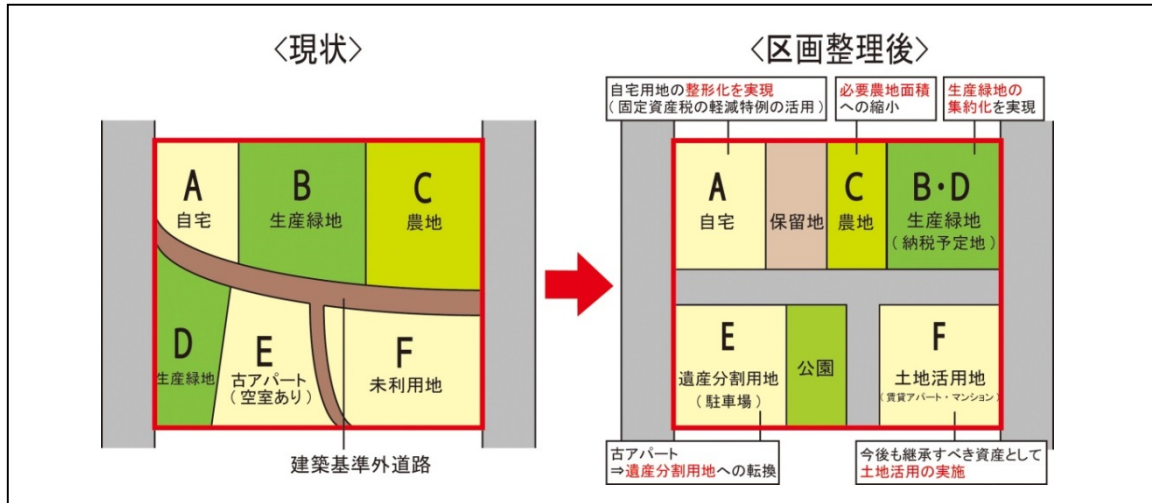 〈現状〉
A
自宅
B
生産緑地
C
農地
D
生産緑地
E
古アパート
（空室あり）
F
未利用地
建築基準外道路
〈区画整理後〉
自宅用地の整形化を実現
（固定資産税の軽減特例の活用）
必要農地面積
への縮小
生産緑地の
集約化を実現
A
自宅
保留地
C
農地
B・D
生産緑地
（納税予定地）
E
遺産分割用地
（駐車場）
公園
F
土地活用地
（賃貸アパート・マンション）
古アパート
⇒遺産分割用地への転換
今後も継承すべき資産として
土地活用の実施